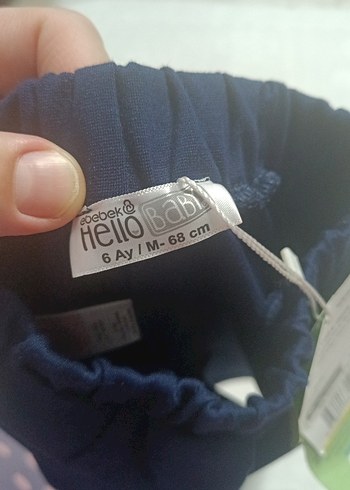 ebebek
Hello BABY
6 Ay / M- 68 cm